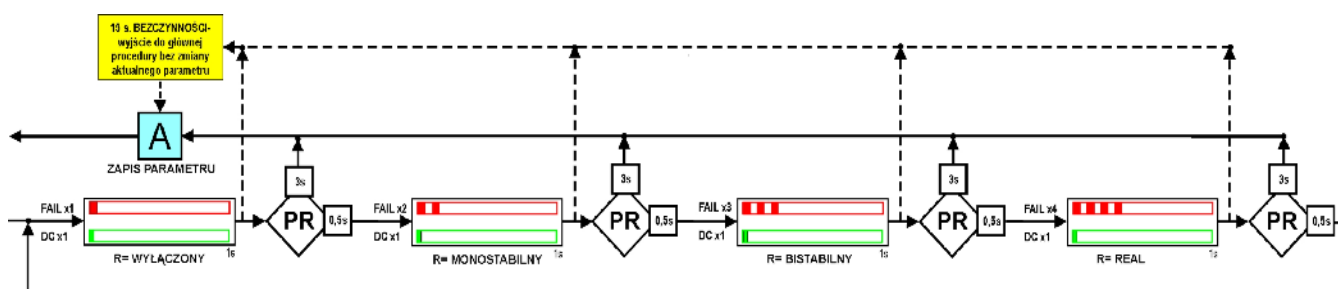 15 s. BEZCZYNNOŚCI-
wyjście do głównej
procedury bez zmiany
aktualnego parametru
A
ZAPIS PARAMETRU
3s
3s
3s
3s
FAIL x1
DC x1
PR
0,5s
FAIL x2
DC x1
PR
0,5s
FAIL x3
DC x1
PR
0,5s
FAIL x4
DC x1
PR
0,5s
R= WYŁĄCZONY
1s
R= MONOSTABILNY
1s
R= BISTABILNY
1s
R= REAL
1s